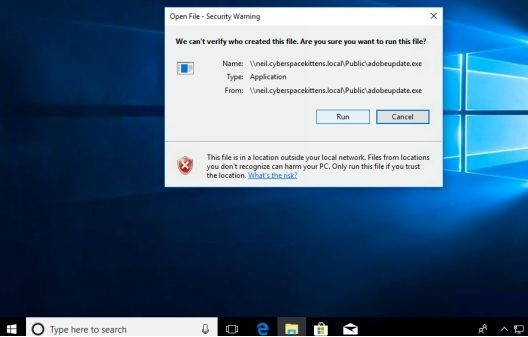 Open File - Security Warning
We can't verify who created this file. Are you sure you want to run this file?
Name: \\neil.cyberspacekittens.local\Public\adobeupdate.exe
Type: Application
From: \\neil.cyberspacekittens.local\Public\adobeupdate.exe
Run Cancel
This file is in a location outside your local network. Files from locations
you don't recognize can harm your PC. Only run this file if you trust
the location. What's the risk?
Type here to search